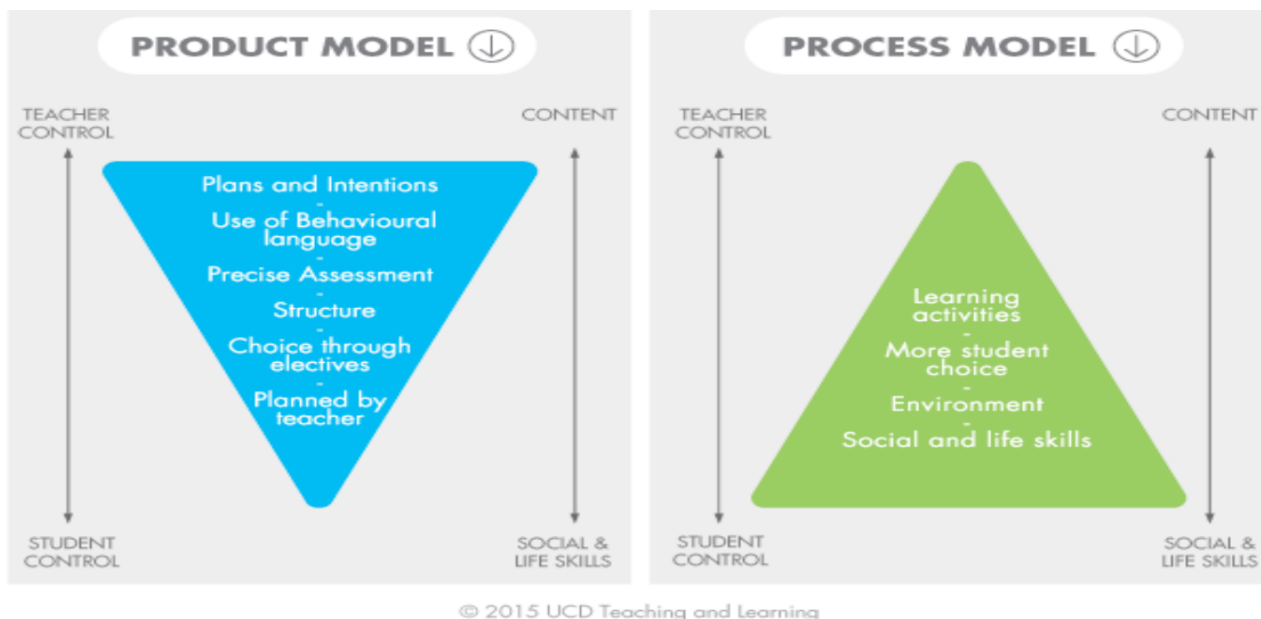 PRODUCT MODEL
TEACHER
CONTROL
CONTENT
Plans and Intentions
-
Use of Behavioural
language
-
Precise Assessment
-
Structure
-
Choice through
electives
-
Planned by
teacher
STUDENT
CONTROL
SOCIAL &
LIFE SKILLS
PROCESS MODEL
TEACHER
CONTROL
CONTENT
Learning
activities
-
More student
choice
-
Environment
-
Social and life skills
STUDENT
CONTROL
SOCIAL &
LIFE SKILLS
© 2015 UCD Teaching and Learning